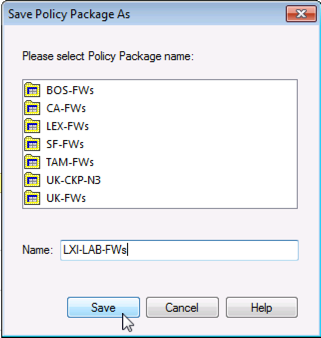 Save Policy Package As
Please select Policy Package name:
BOS-FWs
CA-FWs
LEX-FWs
SF-FWs
TAM-FWs
UK-CKP-N3
UK-FWs
Name: LXI-LAB-FWs
Save Cancel Help